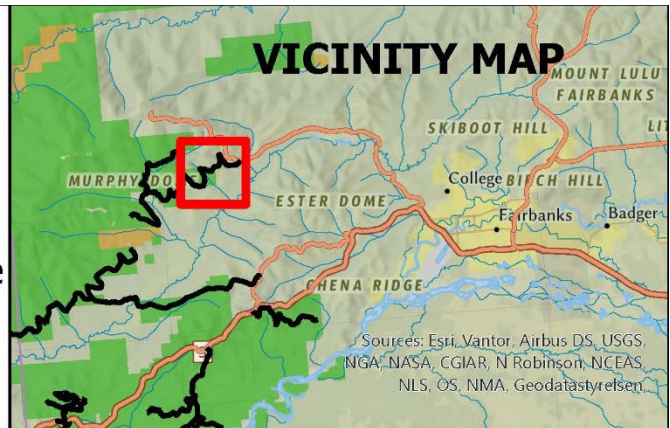 VICINITY MAP
MOUNT LULU
FAIRBANKS
SKIBOOT HILL
LIT
College
BIRCH HILL
MURPHY DO
ESTER DOME
Fairbanks
Badger
e
CHENA RIDGE
Sources: Esri, Vantor, Airbus DS, USGS,
NGA, NASA, CGIAR, N Robinson, NCEAS,
NLS, OS, NMA, Geodatastyrelsen,